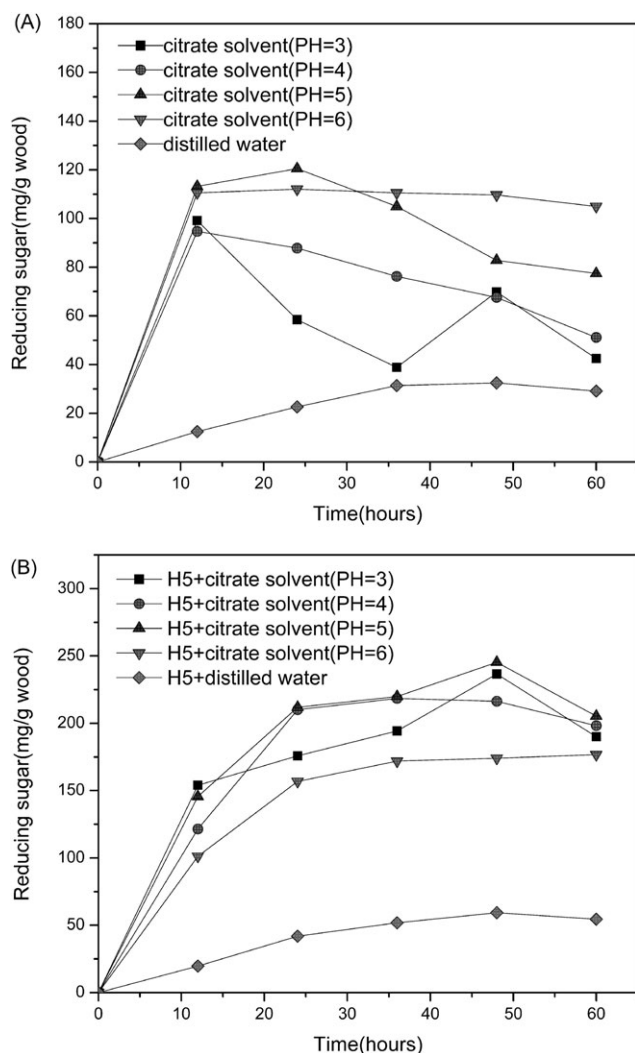 (A)
180
160
140
120
100
80
60
40
20
0
Reducing sugar(mg/g wood)
citrate solvent(PH=3)
citrate solvent(PH=4)
citrate solvent(PH=5)
citrate solvent(PH=6)
distilled water
0 10 20 30 40 50 60
Time(hours)
(B)
300
250
200
150
100
50
0
Reducing sugar(mg/g wood)
H5+citrate solvent(PH=3)
H5+citrate solvent(PH=4)
H5+citrate solvent(PH=5)
H5+citrate solvent(PH=6)
H5+distilled water
0 10 20 30 40 50 60
Time(hours)